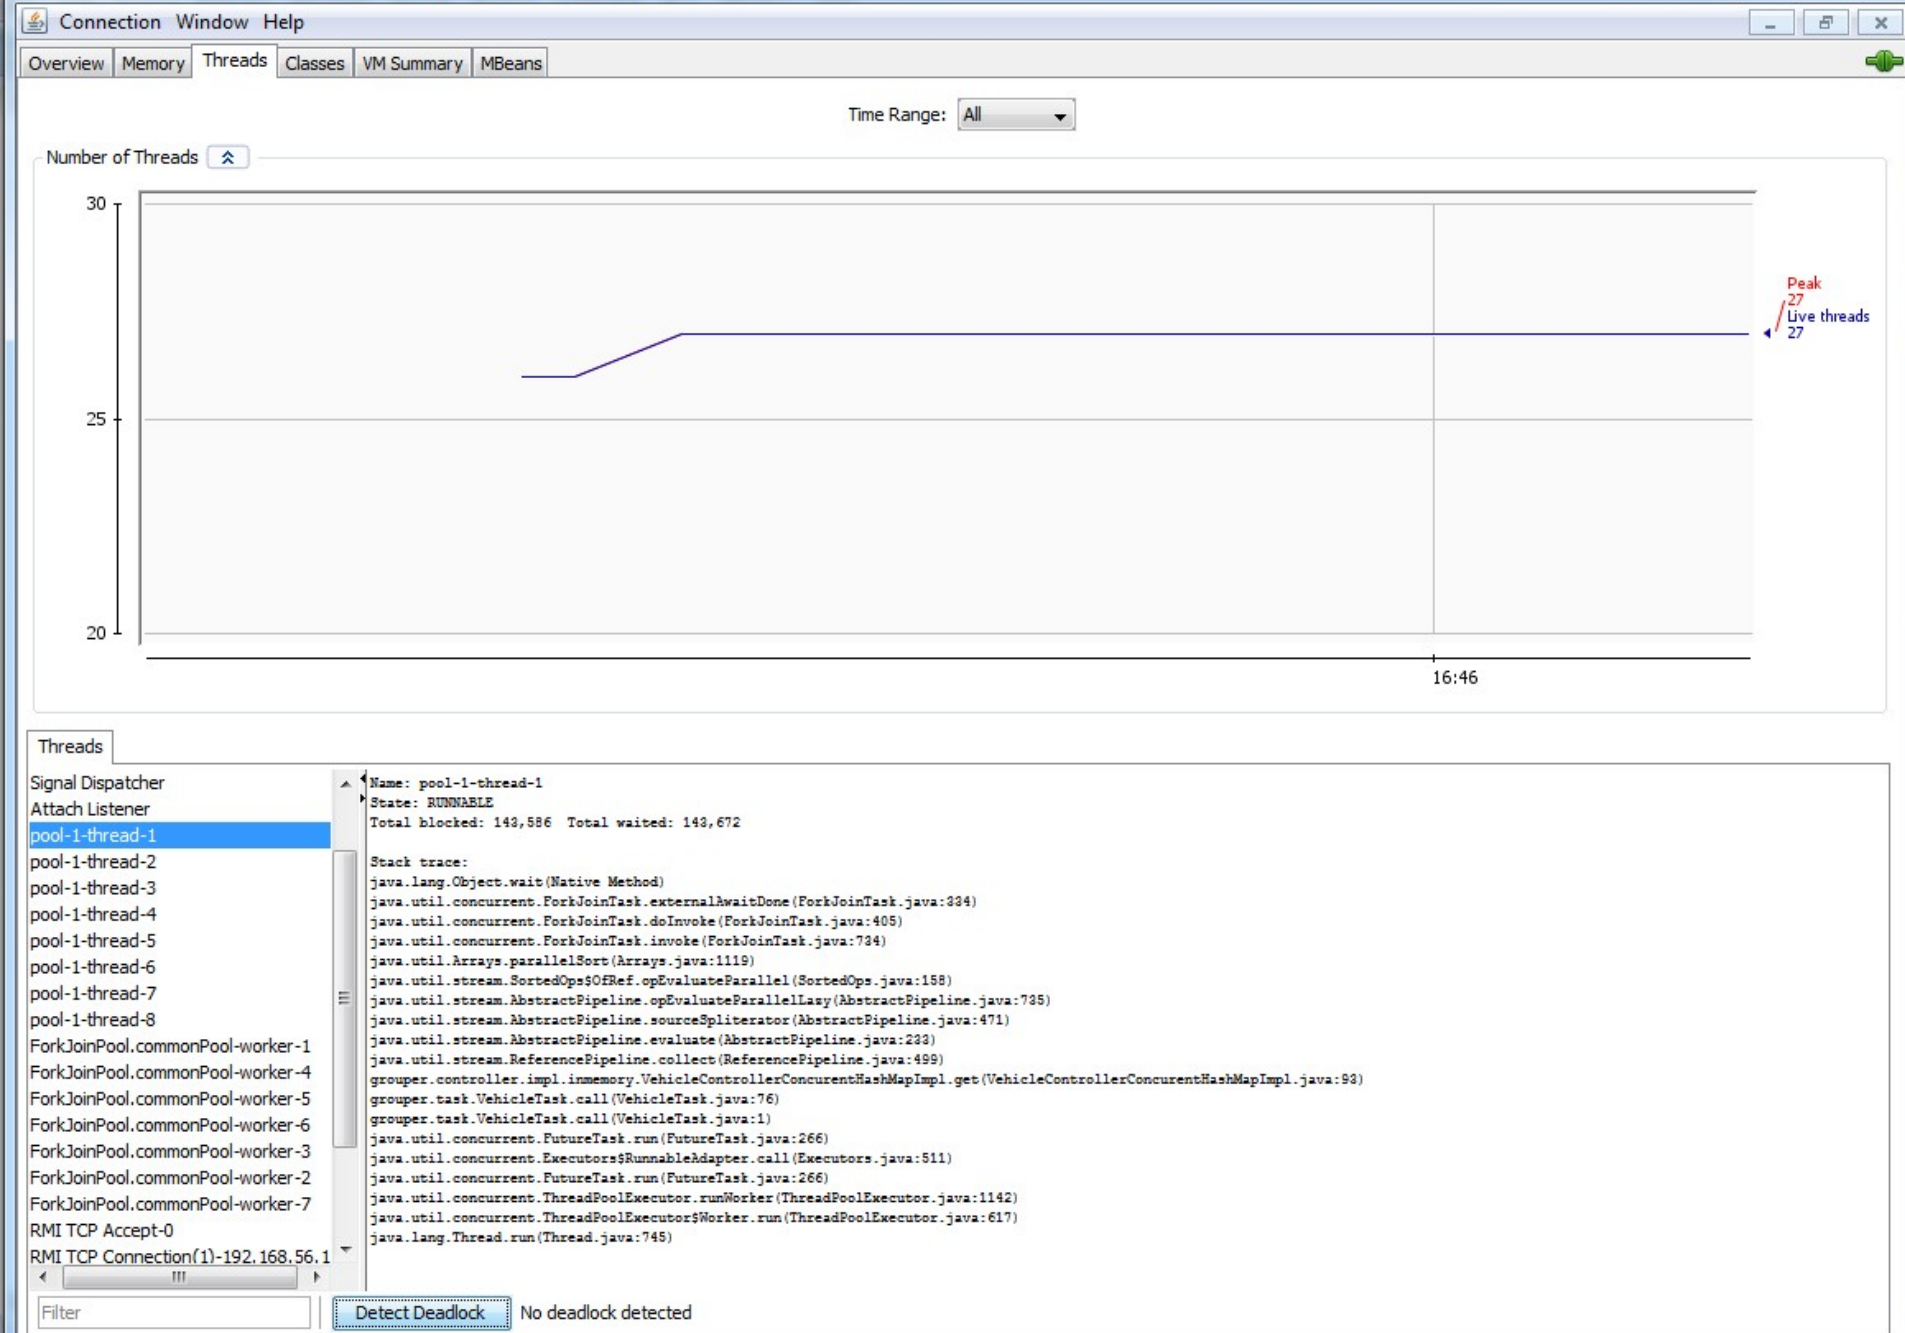 Connection Window Help
Overview Memory Threads Classes VM Summary MBeans
Time Range: All
Number of Threads
30
25
20
16:46
Peak
27
Live threads
27
Threads
Signal Dispatcher
Attach Listener
pool-1-thread-1
pool-1-thread-2
pool-1-thread-3
pool-1-thread-4
pool-1-thread-5
pool-1-thread-6
pool-1-thread-7
pool-1-thread-8
ForkJoinPool.commonPool-worker-1
ForkJoinPool.commonPool-worker-4
ForkJoinPool.commonPool-worker-5
ForkJoinPool.commonPool-worker-6
ForkJoinPool.commonPool-worker-3
ForkJoinPool.commonPool-worker-2
ForkJoinPool.commonPool-worker-7
RMI TCP Accept-0
RMI TCP Connection(1)-192.168.56.1
Name: pool-1-thread-1
State: RUNNABLE
Total blocked: 143,586 Total waited: 143,672
Stack trace:
java.lang.Object.wait(Native Method)
java.util.concurrent.ForkJoinTask.externalAwaitDone(ForkJoinTask.java:334)
java.util.concurrent.ForkJoinTask.doInvoke(ForkJoinTask.java:405)
java.util.concurrent.ForkJoinTask.invoke(ForkJoinTask.java:734)
java.util.Arrays.parallelSort(Arrays.java:1119)
java.util.stream.SortedOps$OfRef.opEvaluateParallel(SortedOps.java:158)
java.util.stream.AbstractPipeline.opEvaluateParallelLazy(AbstractPipeline.java:735)
java.util.stream.AbstractPipeline.sourceSpliterator(AbstractPipeline.java:471)
java.util.stream.AbstractPipeline.evaluate(AbstractPipeline.java:233)
java.util.stream.ReferencePipeline.collect(ReferencePipeline.java:499)
grouper.controller.impl.inmemory.VehicleControllerConcurentHashMapImpl.get(VehicleControllerConcurentHashMapImpl.java:93)
grouper.task.VehicleTask.call(VehicleTask.java:76)
grouper.task.VehicleTask.call(VehicleTask.java:1)
java.util.concurrent.FutureTask.run(FutureTask.java:266)
java.util.concurrent.Executors$RunnableAdapter.call(Executors.java:511)
java.util.concurrent.FutureTask.run(FutureTask.java:266)
java.util.concurrent.ThreadPoolExecutor.runWorker(ThreadPoolExecutor.java:1142)
java.util.concurrent.ThreadPoolExecutor$Worker.run(ThreadPoolExecutor.java:617)
java.lang.Thread.run(Thread.java:745)
Filter
Detect Deadlock No deadlock detected